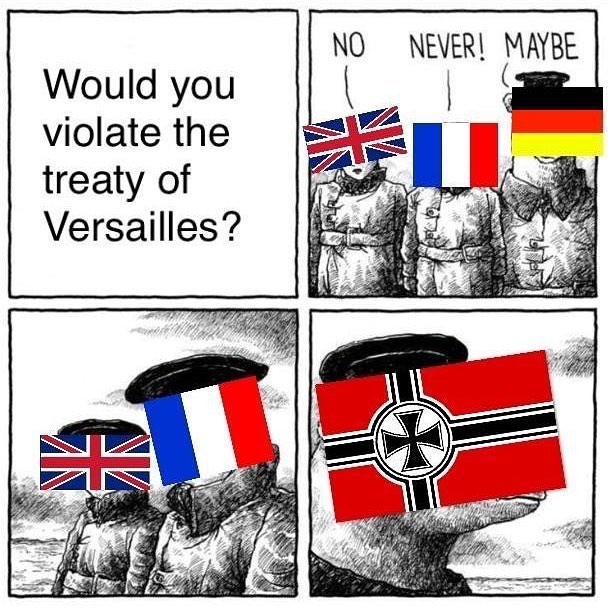 Would you
violate the
treaty of
Versailles?
NO NEVER! MAYBE